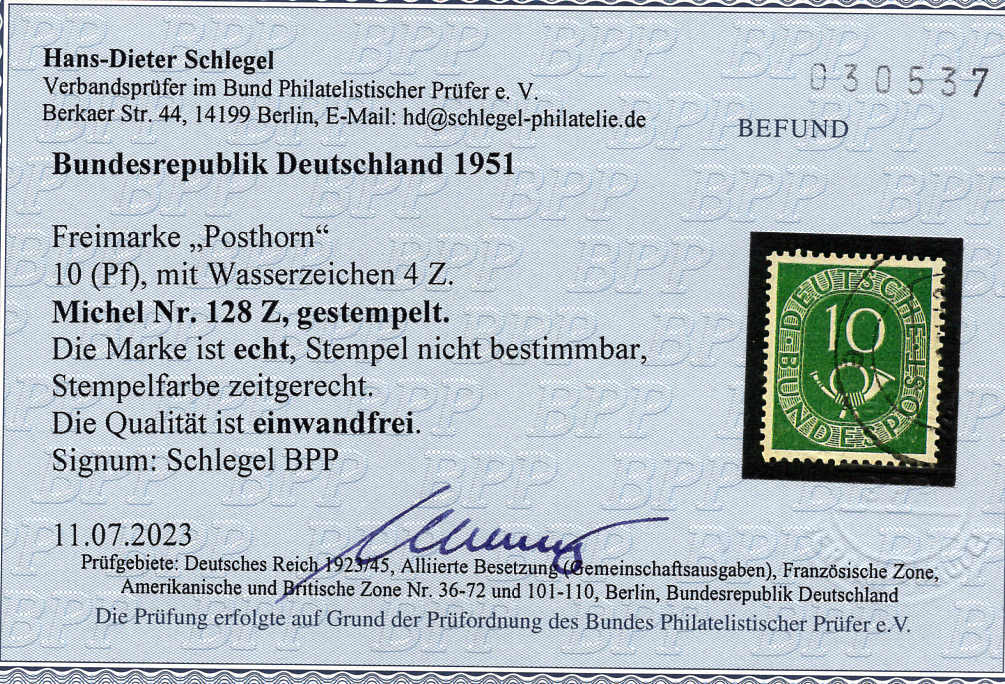 Hans-Dieter Schlegel
Verbandsprüfer im Bund Philatelistischer Prüfer e. V.
Berkaer Str. 44, 14199 Berlin, E-Mail: hd@schlegel-philatelie.de
030537
BEFUND
Bundesrepublik Deutschland 1951
Freimarke „Posthorn“
10 (Pf), mit Wasserzeichen 4 Z.
Michel Nr. 128 Z, gestempelt.
Die Marke ist echt, Stempel nicht bestimmbar,
Stempelfarbe zeitgerecht.
Die Qualität ist einwandfrei.
Signum: Schlegel BPP
DEUTSCHE BUNDESPOST
10
11.07.2023
Prüfgebiete: Deutsches Reich 1923/45, Alliierte Besetzung (Gemeinschaftsausgaben), Französische Zone,
Amerikanische und Britische Zone Nr. 36-72 und 101-110, Berlin, Bundesrepublik Deutschland
Die Prüfung erfolgte auf Grund der Prüfordnung des Bundes Philatelistischer Prüfer e.V.